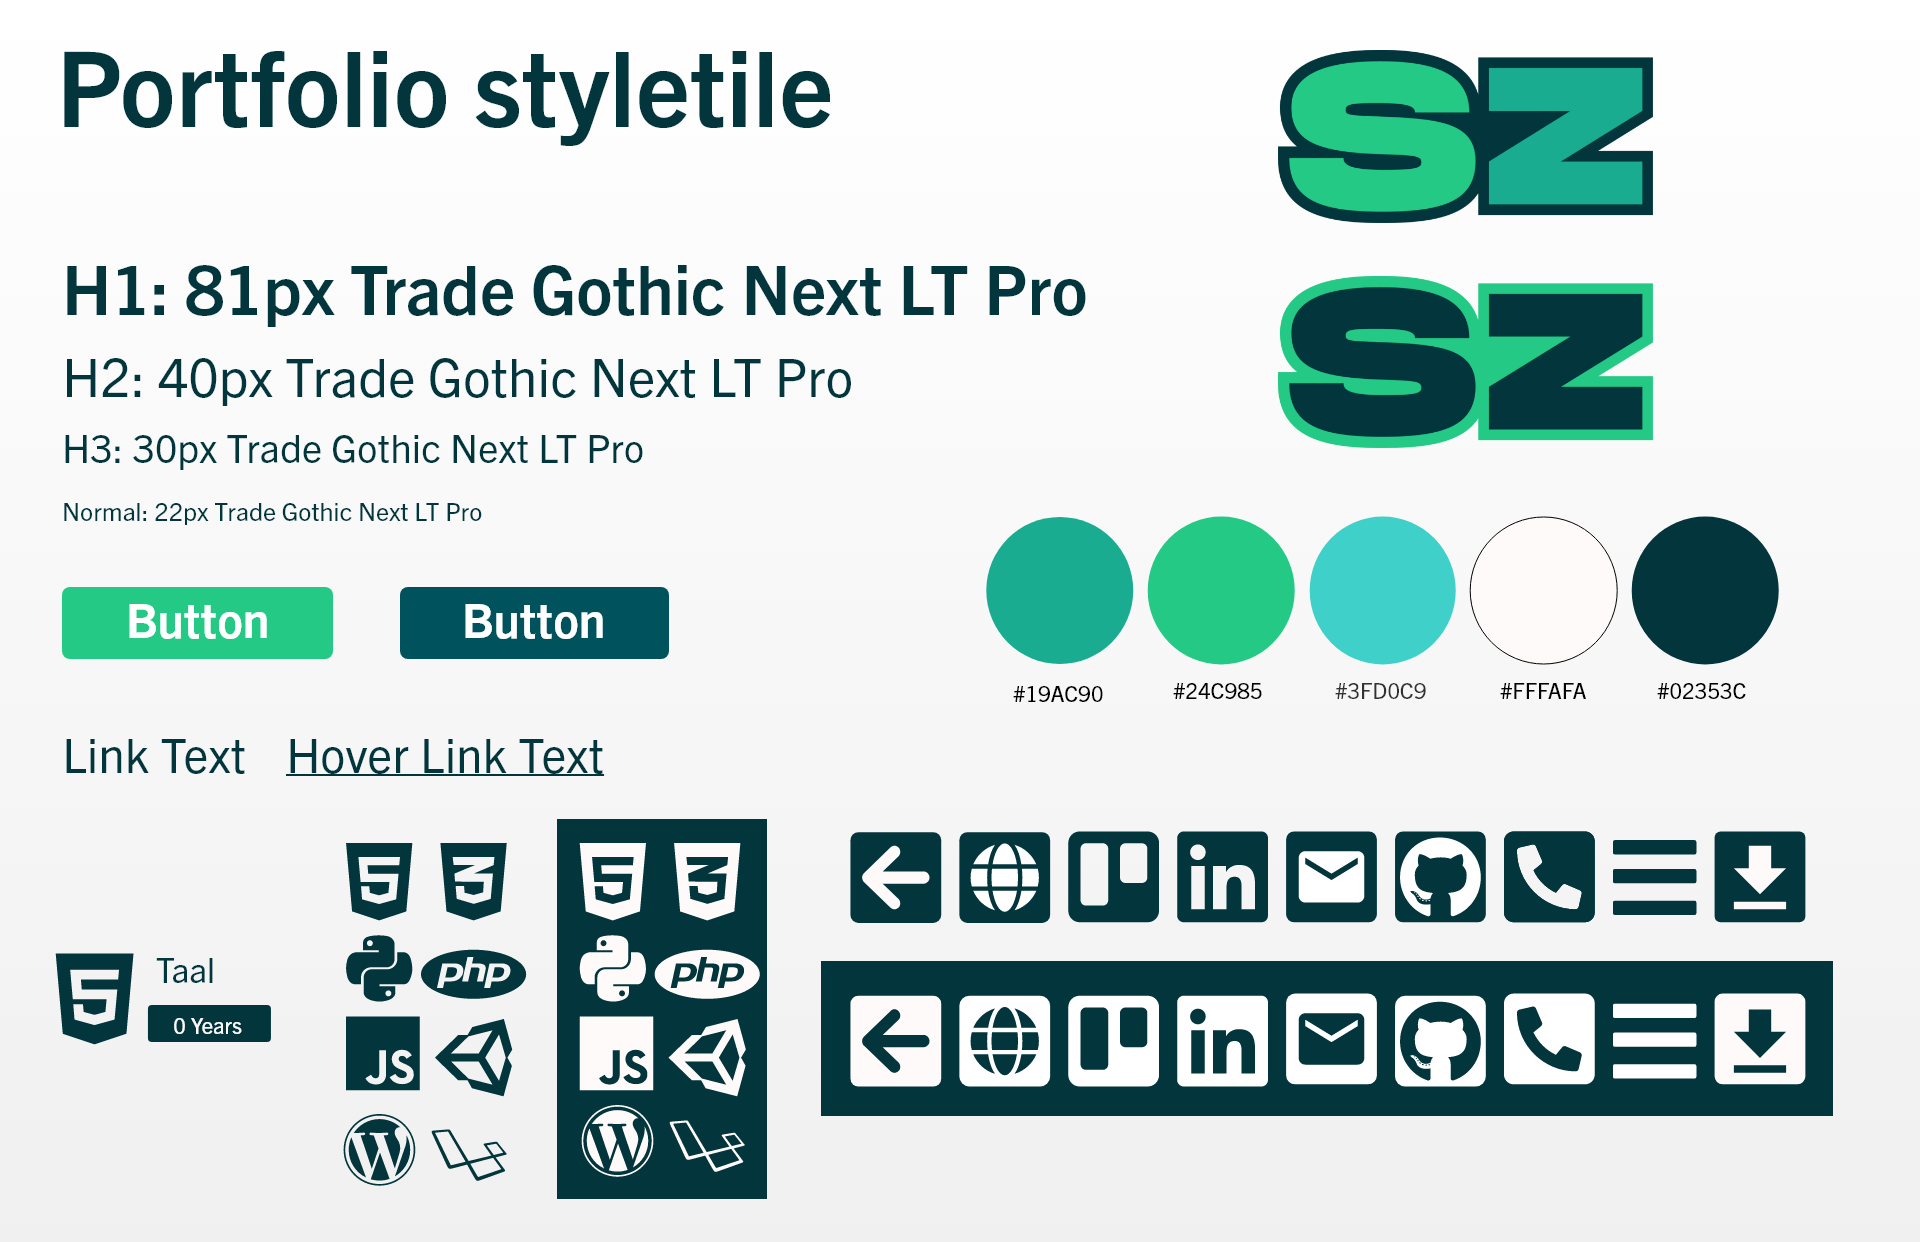 Portfolio styletile
SZ
H1: 81px Trade Gothic Next LT Pro
H2: 40px Trade Gothic Next LT Pro
H3: 30px Trade Gothic Next LT Pro
Normal: 22px Trade Gothic Next LT Pro
SZ
Button Button
#19AC90 #24C985 #3FD0C9 #FFFAFA #02353C
Link Text Hover Link Text
5 3 5 3
php php
5 Taal
0 Years
JS JS
W W
in
in